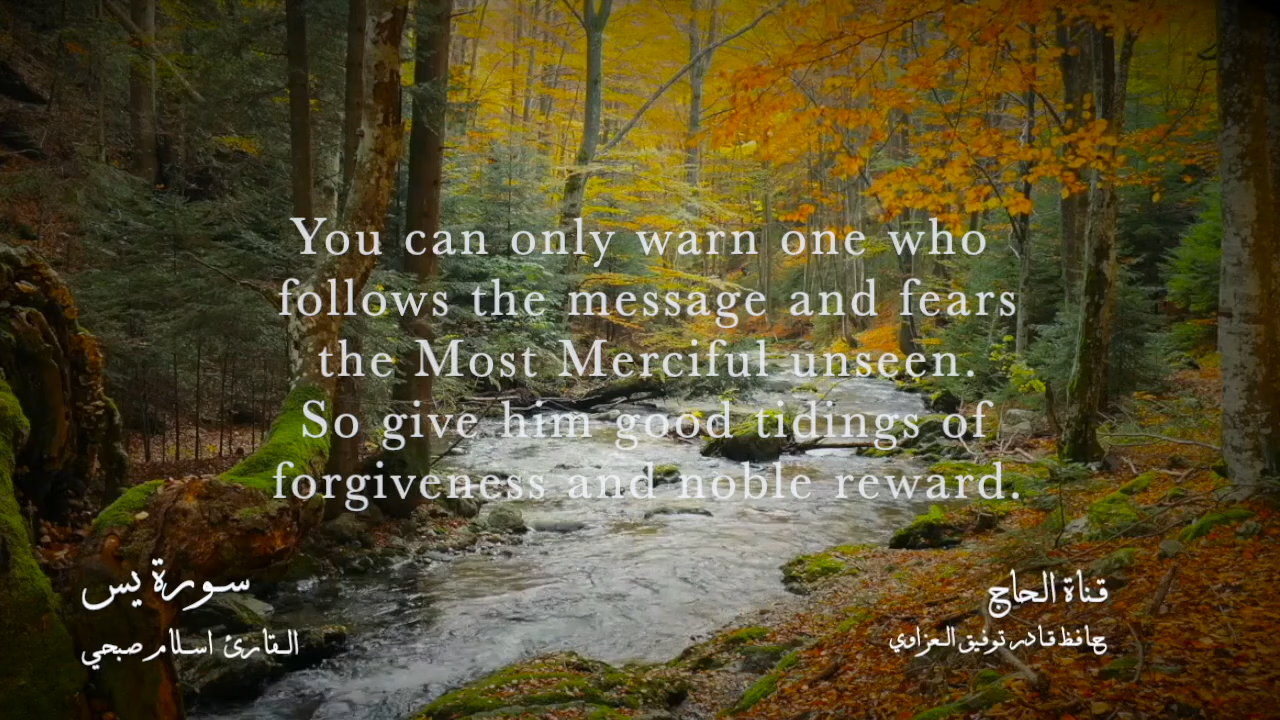 You can only warn one who
follows the message and fears
the Most Merciful unseen.
So give him good tidings of
forgiveness and noble reward.
سورة يس
القارئ اسلام صبحي
قناة الحاج
حافظ قادر توفيق العزاوي